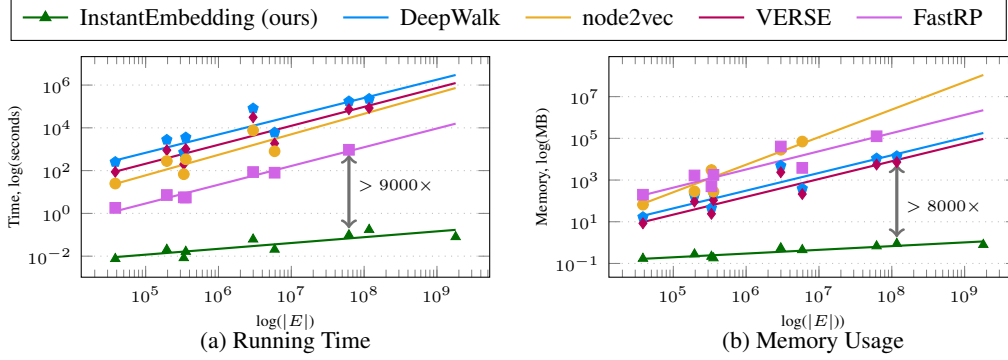 InstantEmbedding (ours) DeepWalk node2vec VERSE FastRP
Time, log(seconds)
10^6
10^4
10^2
10^0
10^−2
> 9000×
10^5 10^6 10^7 10^8 10^9
log(|E|)
(a) Running Time
Memory, log(MB)
10^7
10^5
10^3
10^1
10^−1
> 8000×
10^5 10^6 10^7 10^8 10^9
log(|E|))
(b) Memory Usage